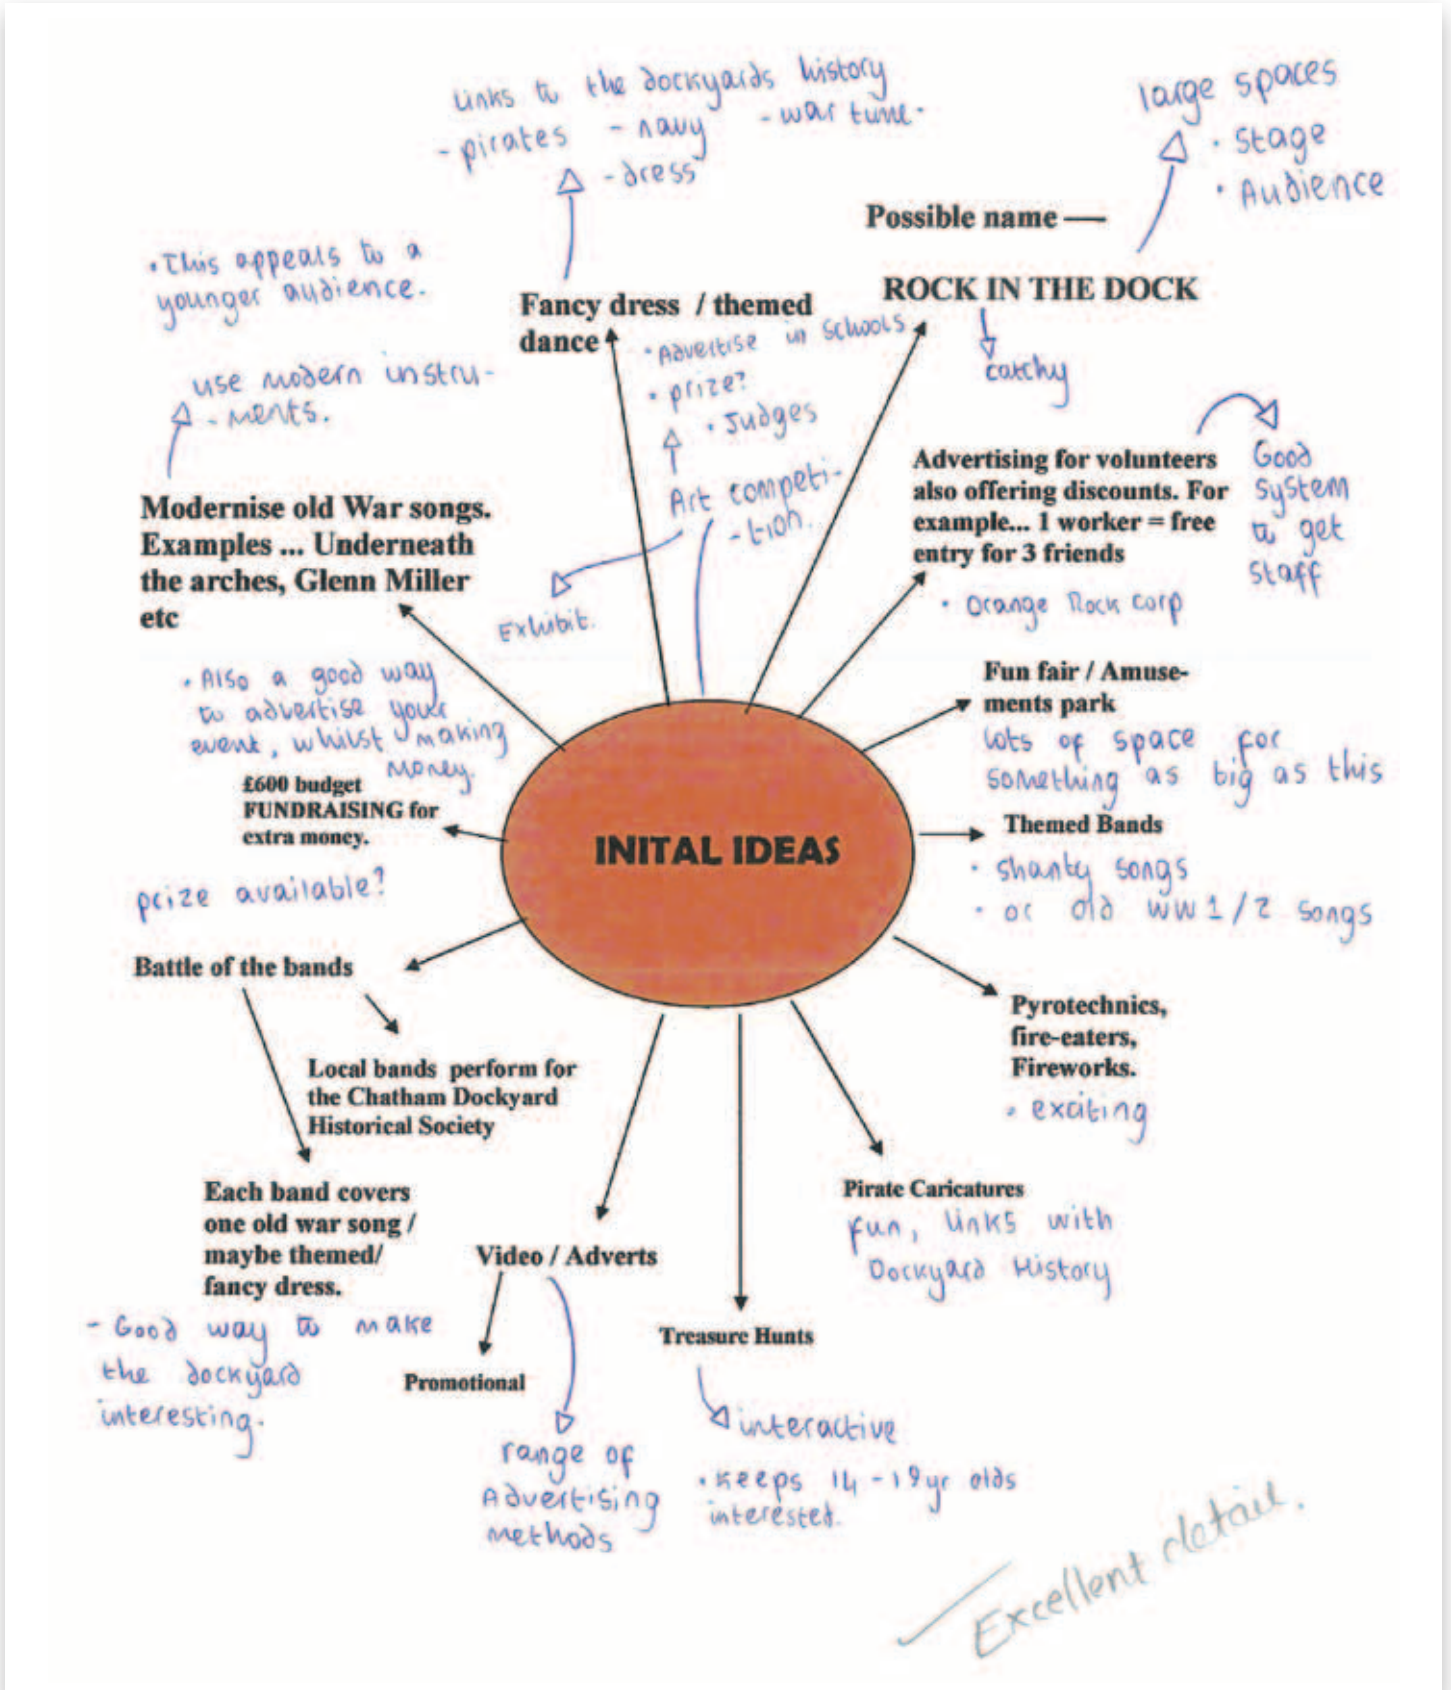 Links to the dockyards history
- pirates - navy - war time -
- dress
large spaces
· stage
· Audience
Possible name —
ROCK IN THE DOCK
catchy
· This appeals to a
younger audience.
use modern instru-
- ments.
Fancy dress / themed
dance
· Advertise in schools
· prize?
· Judges
Art competi-
- tion.
Exhibit.
Modernise old War songs.
Examples ... Underneath
the arches, Glenn Miller
etc
Advertising for volunteers
also offering discounts. For
example... 1 worker = free
entry for 3 friends
Good
system
to get
staff
· Orange Rock corp
Fun fair / Amuse-
ments park
lots of space for
something as big as this
· Also a good way
to advertise your
event, whilst making
money.
£600 budget
FUNDRAISING for
extra money.
INITAL IDEAS
Themed Bands
· shanty songs
· or old WW1/2 songs
prize available?
Battle of the bands
Local bands perform for
the Chatham Dockyard
Historical Society
Each band covers
one old war song /
maybe themed/
fancy dress.
- Good way to make
the dockyard
interesting.
Pyrotechnics,
fire-eaters,
Fireworks.
· exciting
Pirate Caricatures
fun, links with
Dockyard History
Video / Adverts
Promotional
range of
Advertising
methods
Treasure Hunts
interactive
· keeps 14-19yr olds
interested.
Excellent detail.